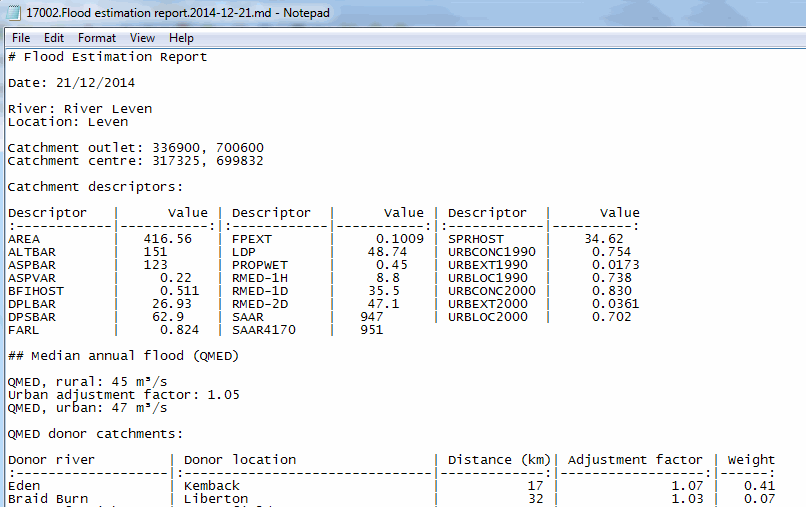 17002.Flood estimation report.2014-12-21.md - Notepad
File Edit Format View Help
# Flood Estimation Report
Date: 21/12/2014
River: River Leven
Location: Leven
Catchment outlet: 336900, 700600
Catchment centre: 317325, 699832
Catchment descriptors:
Descriptor | Value | Descriptor | Value | Descriptor | Value
:------------|-----------:|:------------|-----------:|:------------|----------:
AREA | 416.56 | FPEXT | 0.1009 | SPRHOST | 34.62
ALTBAR | 151 | LDP | 48.74 | URBCONC1990 | 0.754
ASPBAR | 123 | PROPWET | 0.45 | URBEXT1990 | 0.0173
ASPVAR | 0.22 | RMED-1H | 8.8 | URBLOC1990 | 0.738
BFIHOST | 0.511 | RMED-1D | 35.5 | URBCONC2000 | 0.830
DPLBAR | 26.93 | RMED-2D | 47.1 | URBEXT2000 | 0.0361
DPSBAR | 62.9 | SAAR | 947 | URBLOC2000 | 0.702
FARL | 0.824 | SAAR4170 | 951
## Median annual flood (QMED)
QMED, rural: 45 m³/s
Urban adjustment factor: 1.05
QMED, urban: 47 m³/s
QMED donor catchments:
Donor river | Donor location | Distance (km)| Adjustment factor | Weight
:-------------------|:-------------------------------|-------------:|------------------:|------:
Eden | Kemback | 17 | 1.07 | 0.41
Braid Burn | Liberton | 32 | 1.03 | 0.07